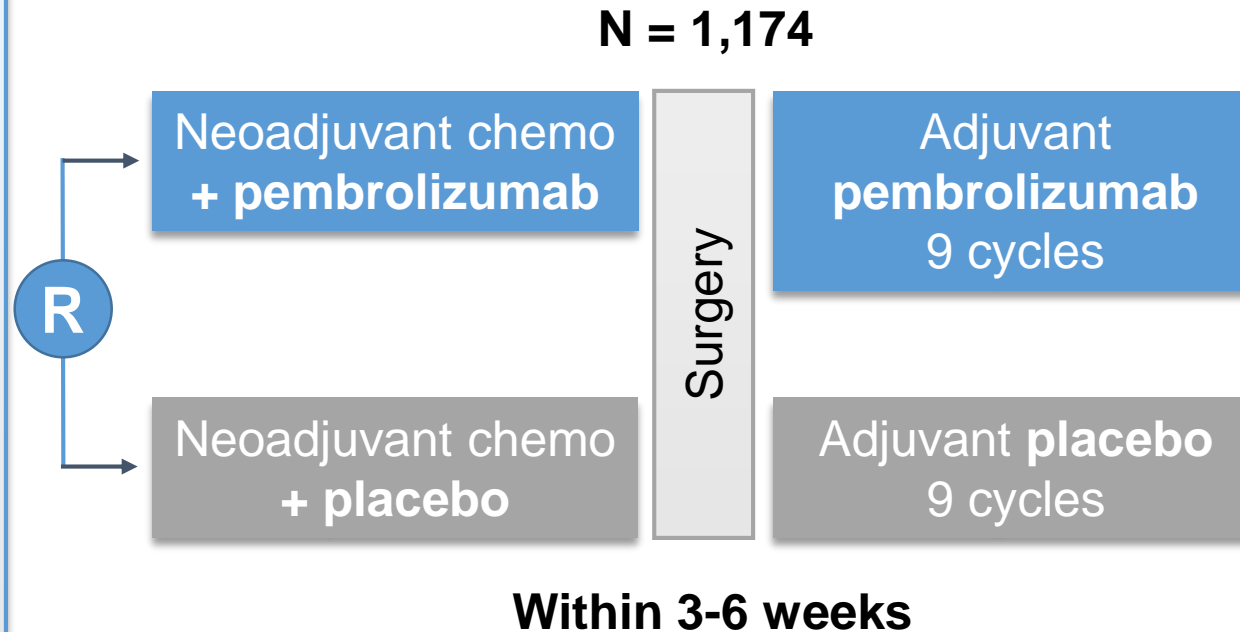 N = 1,174
R
Neoadjuvant chemo
+ pembrolizumab
Surgery
Adjuvant
pembrolizumab
9 cycles
Neoadjuvant chemo
+ placebo
Adjuvant placebo
9 cycles
Within 3-6 weeks